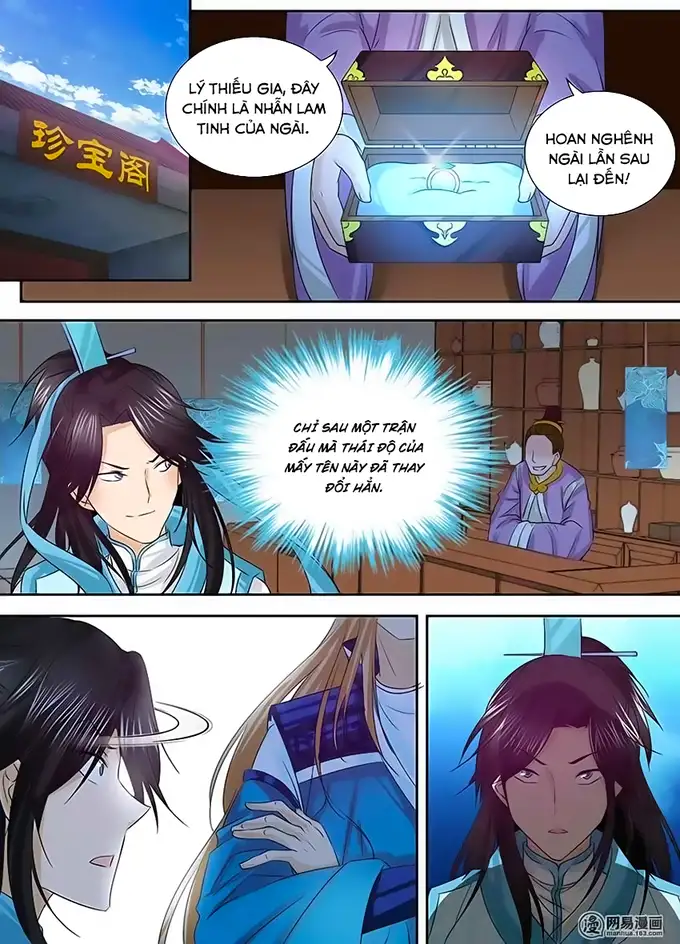 珍宝阁
LÝ THIẾU GIA, ĐÂY
CHÍNH LÀ NHẪN LAM
TINH CỦA NGÀI.
HOAN NGHÊNH
NGÀI LẦN SAU
LẠI ĐẾN!
CHỈ SAU MỘT TRẬN
ĐẤU MÀ THÁI ĐỘ CỦA
MẤY TÊN NÀY ĐÃ THAY
ĐỔI HẲN.
网易漫画
manhua.163.com